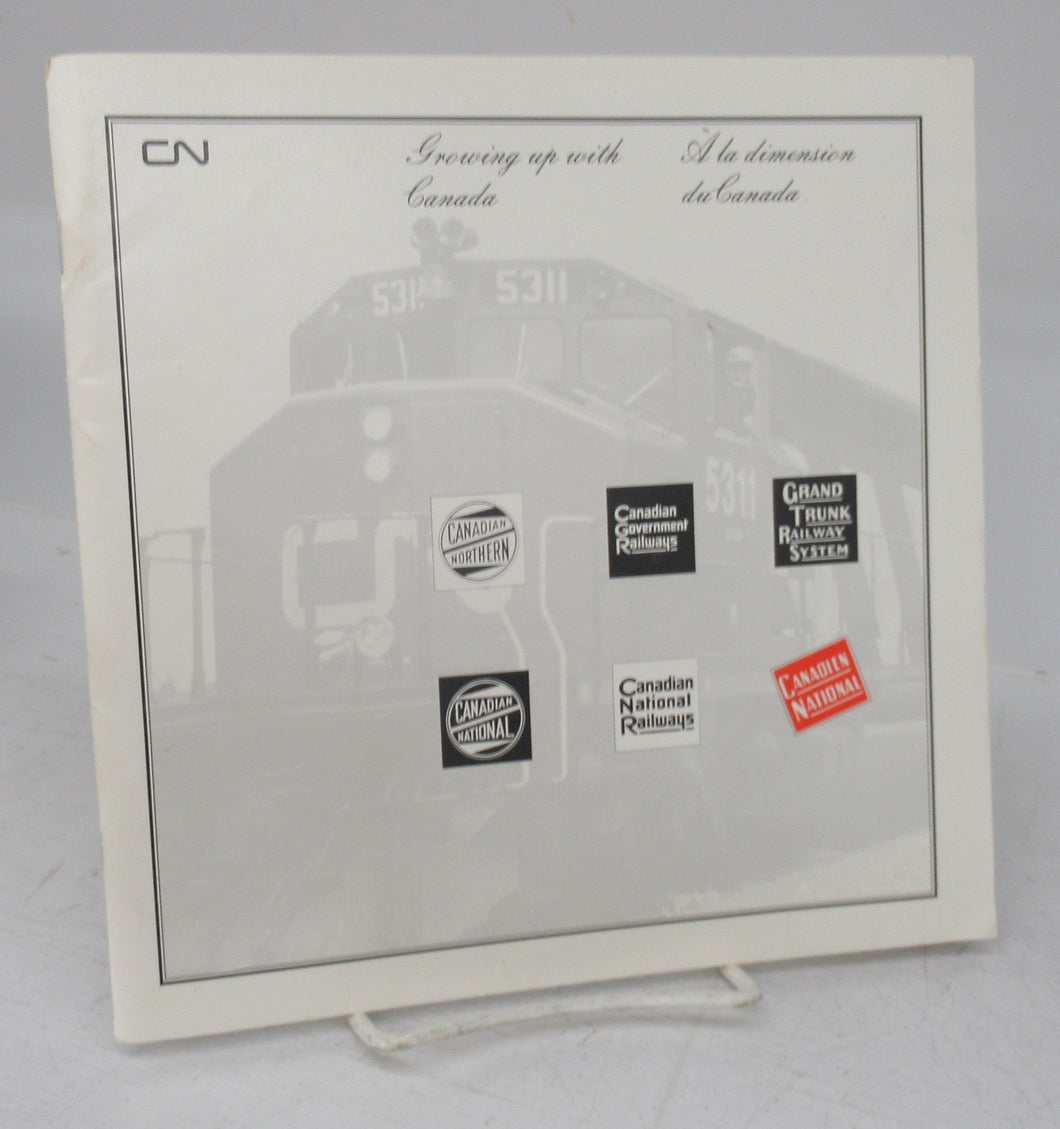 CN
Growing up with
Canada
À la dimension
du Canada
5311
5311
5311
CANADIAN
NORTHERN
Canadian
Government
Railways
GRAND
TRUNK
RAILWAY
SYSTEM
CANADIAN
NATIONAL
Canadian
National
Railways
CANADIEN
NATIONAL